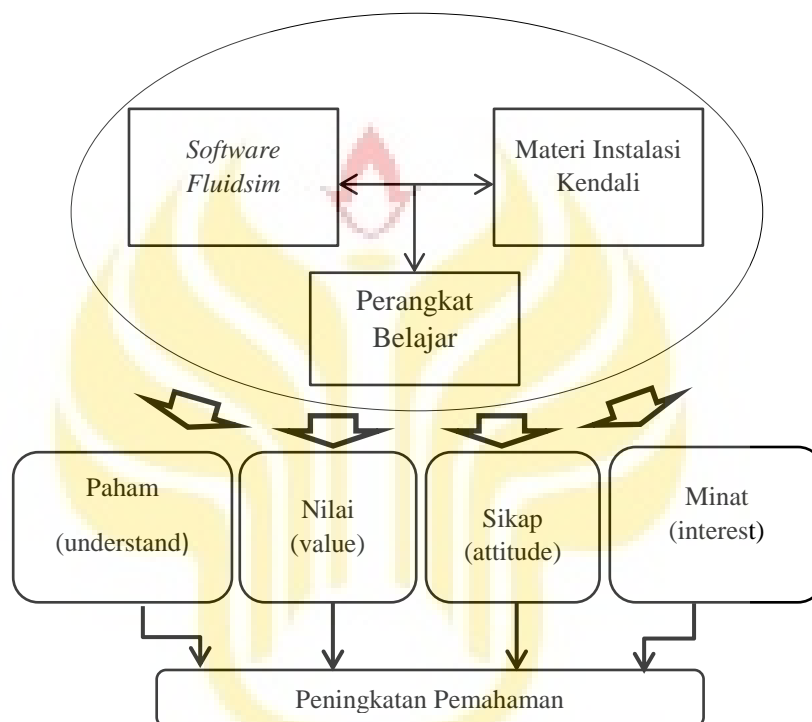 Software
Fluidsim
Materi Instalasi
Kendali
Perangkat
Belajar
Paham
(understand)
Nilai
(value)
Sikap
(attitude)
Minat
(interest)
Peningkatan Pemahaman